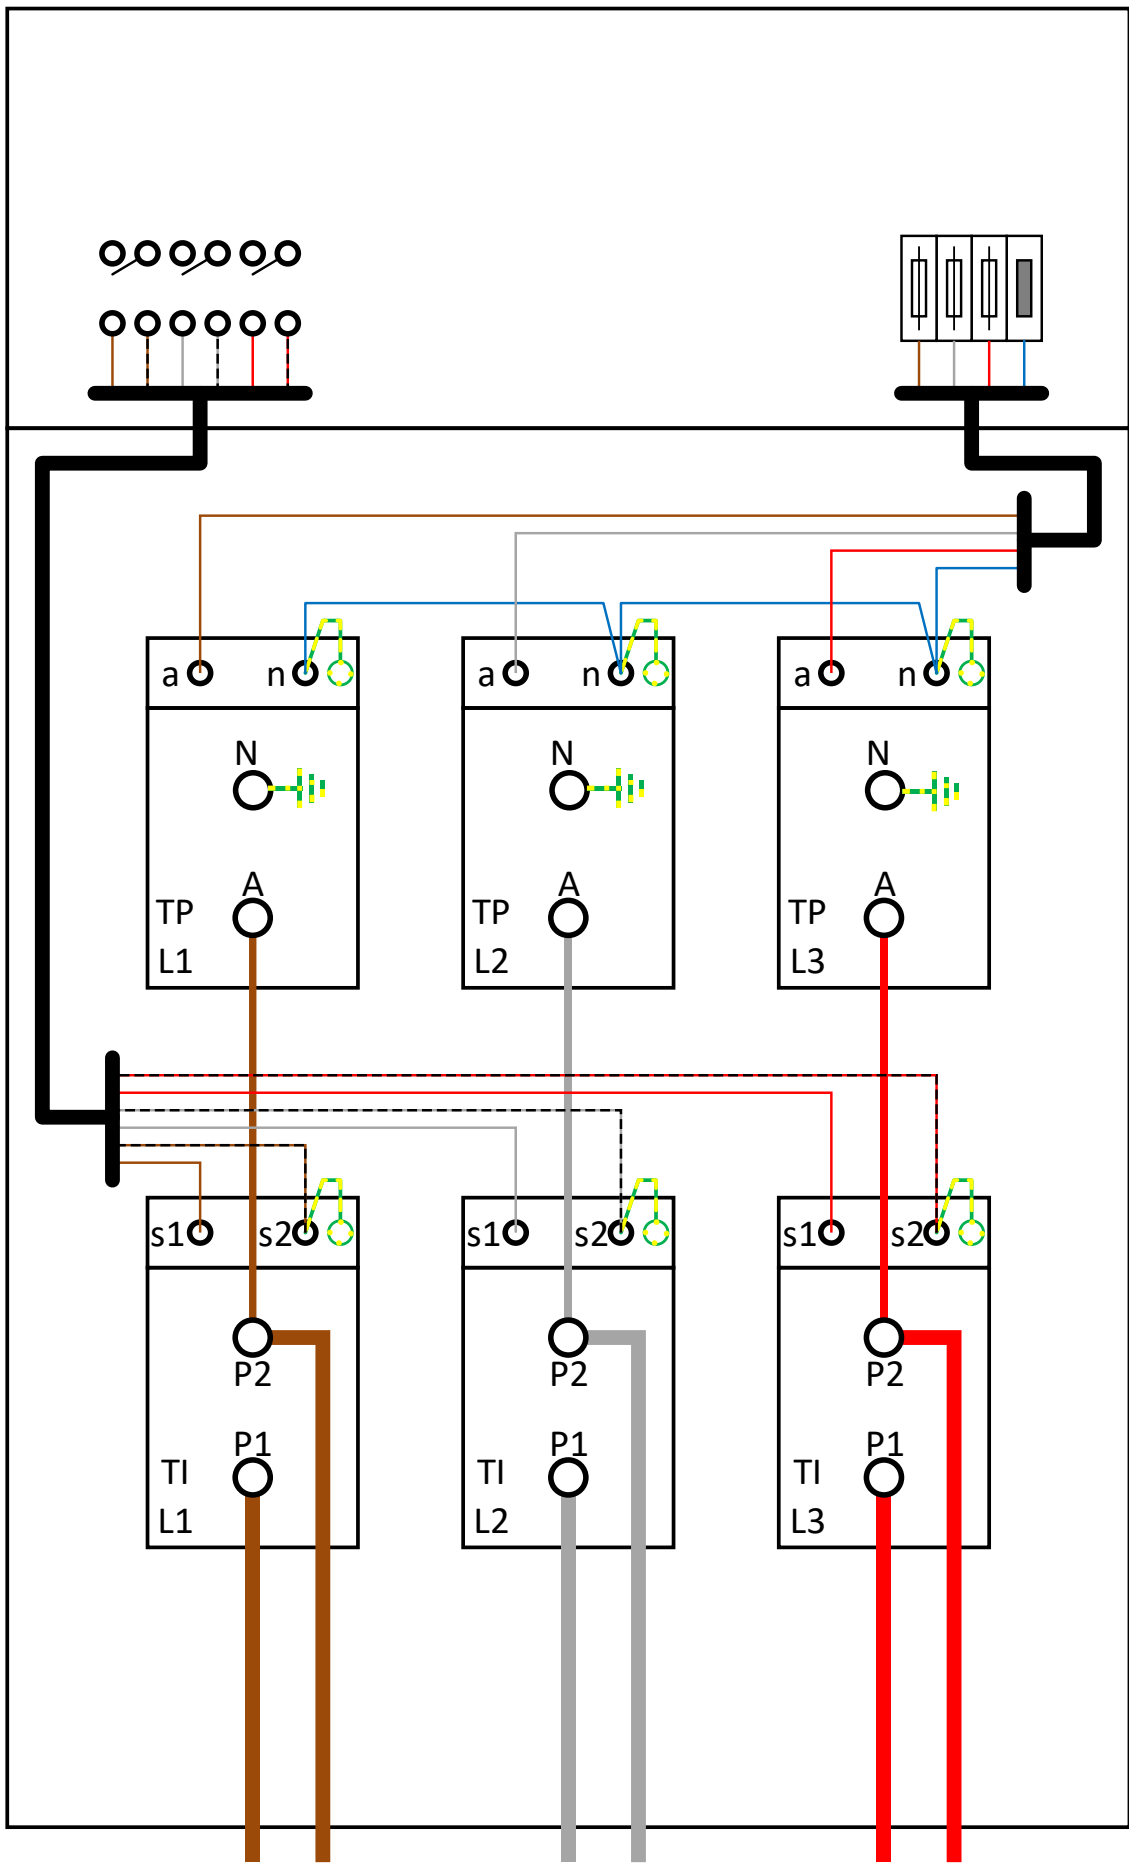 a n a n a n
N N N
A A A
TP TP TP
L1 L2 L3
s1 s2 s1 s2 s1 s2
P2 P2 P2
P1 P1 P1
TI TI TI
L1 L2 L3